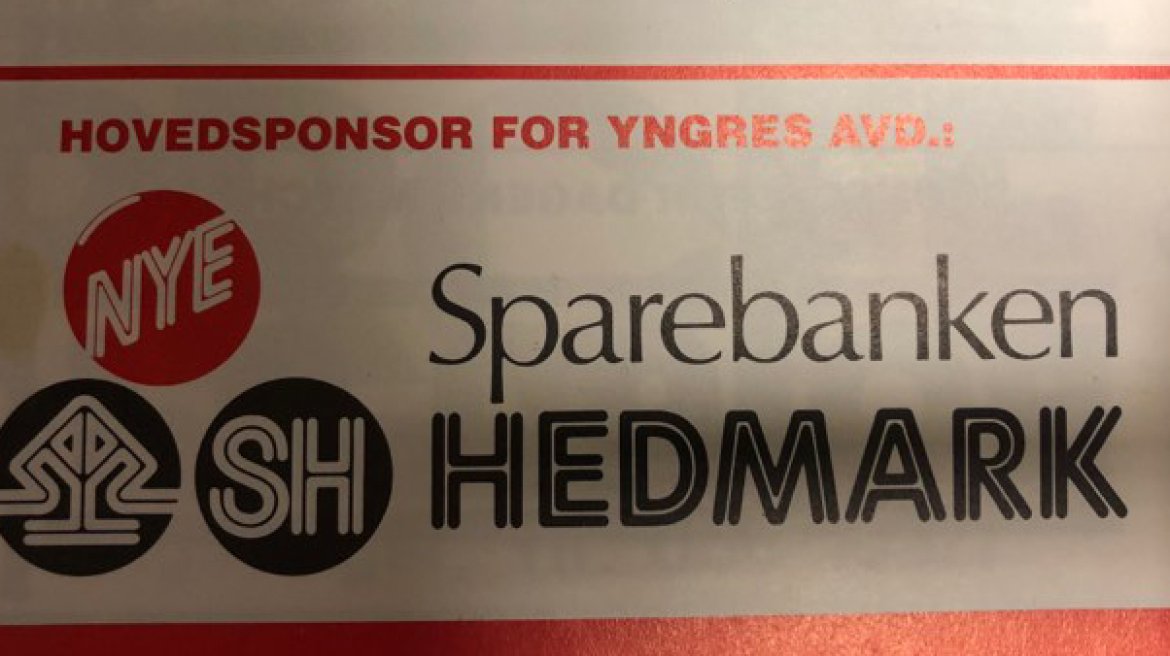 HOVEDSPONSOR FOR YNGRES AVD.:
NYE
SH
Sparebanken
HEDMARK